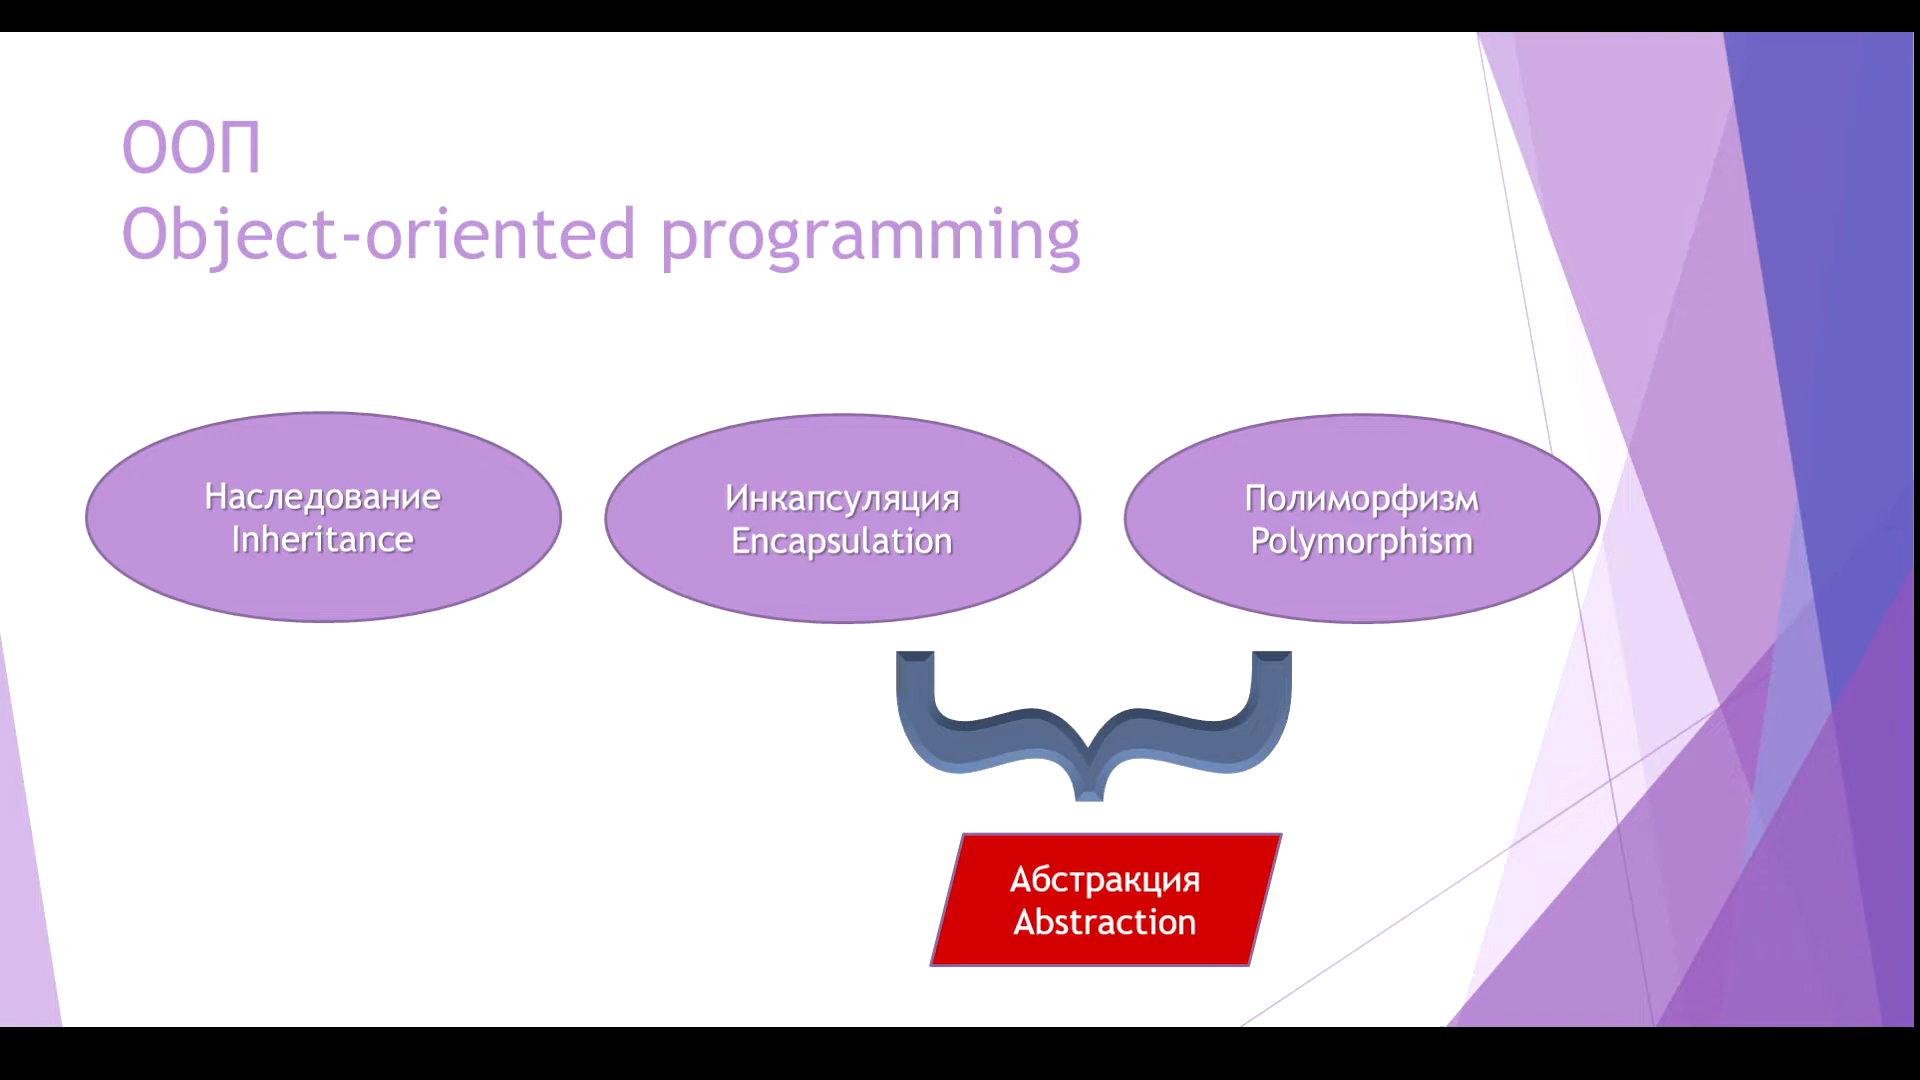 ООП
Object-oriented programming
Наследование
Inheritance
Инкапсуляция
Encapsulation
Полиморфизм
Polymorphism
Абстракция
Abstraction